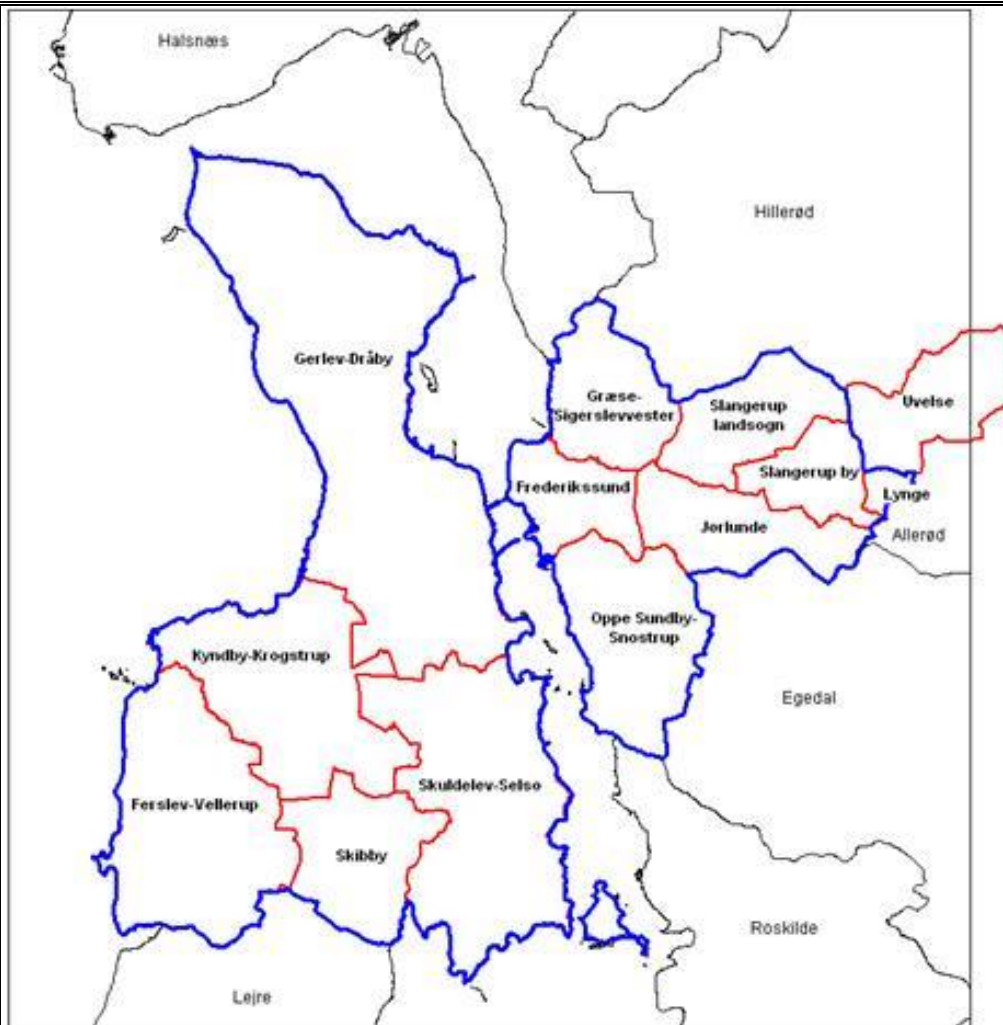 Halsnæs
Hillerød
Gerlev-Dråby
Græse-
Sigerslevvester
Slangerup
landsogn
Uvelse
Slangerup by
Frederikssund
Lynge
Jørlunde
Allerød
Oppe Sundby-
Snostrup
Kyndby-Krogstrup
Egedal
Skuldelev-Selsø
Ferslev-Vellerup
Skibby
Roskilde
Lejre